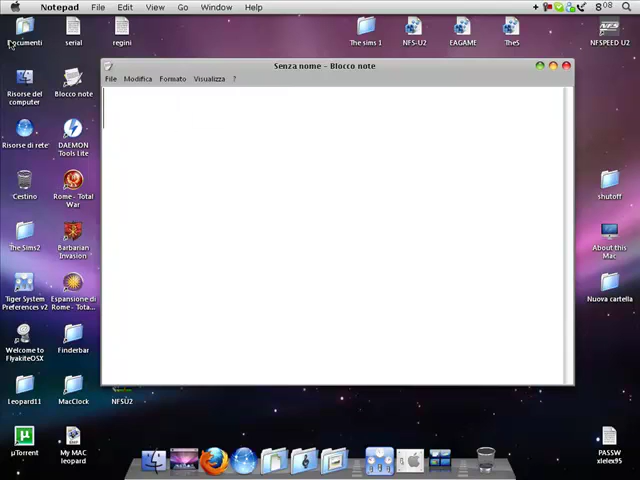 Notepad File Edit View Go Window Help 8:08
Documenti serial regini The sims 1 NFS-U2 EAGAME TheS NFSPEED U2
Senza nome - Blocco note
File Modifica Formato Visualizza ?
Risorse del
computer
Blocco note
Risorse di rete
DAEMON
Tools Lite
Cestino
Rome - Total
War
shutoff
The Sims2
Barbarian
Invasion
About this
Mac
Tiger System
Preferences v2
Espansione di
Rome - Tota...
Nuova cartella
Welcome to
FlyakiteOSX
Finderbar
Leopard11 MacClock NFSU2
µTorrent
My MAC
leopard
PASSW
xlelex95